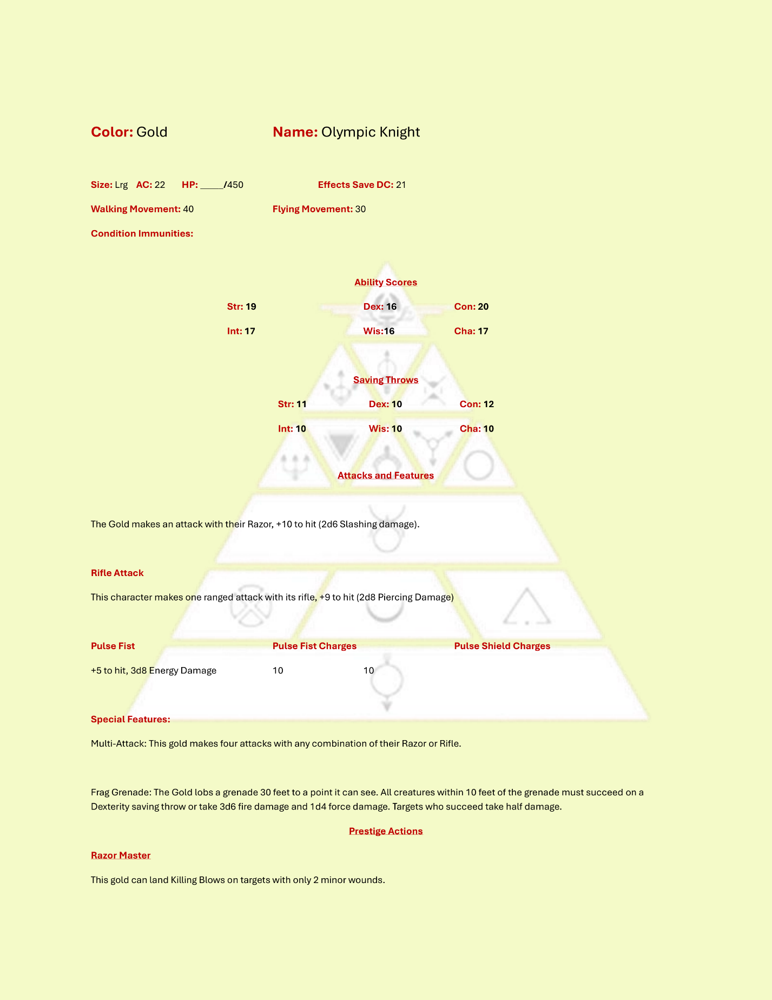 Color: Gold Name: Olympic Knight
Size: Lrg AC: 22 HP: _____/450 Effects Save DC: 21
Walking Movement: 40 Flying Movement: 30
Condition Immunities:
Ability Scores
Str: 19 Dex: 16 Con: 20
Int: 17 Wis:16 Cha: 17
Saving Throws
Str: 11 Dex: 10 Con: 12
Int: 10 Wis: 10 Cha: 10
Attacks and Features
The Gold makes an attack with their Razor, +10 to hit (2d6 Slashing damage).
Rifle Attack
This character makes one ranged attack with its rifle, +9 to hit (2d8 Piercing Damage)
Pulse Fist Pulse Fist Charges Pulse Shield Charges
+5 to hit, 3d8 Energy Damage 10 10
Special Features:
Multi-Attack: This gold makes four attacks with any combination of their Razor or Rifle.
Frag Grenade: The Gold lobs a grenade 30 feet to a point it can see. All creatures within 10 feet of the grenade must succeed on a
Dexterity saving throw or take 3d6 fire damage and 1d4 force damage. Targets who succeed take half damage.
Prestige Actions
Razor Master
This gold can land Killing Blows on targets with only 2 minor wounds.